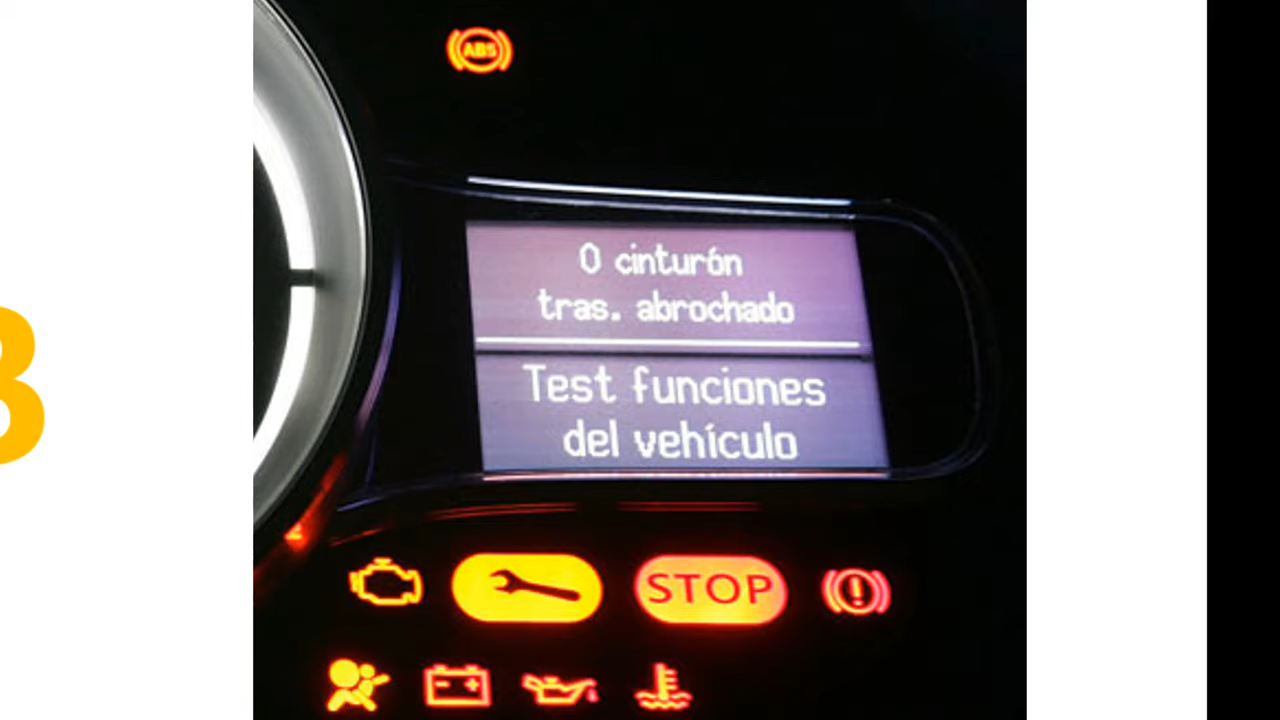 ABS
0 cinturón
tras. abrochado
Test funciones
del vehículo
STOP